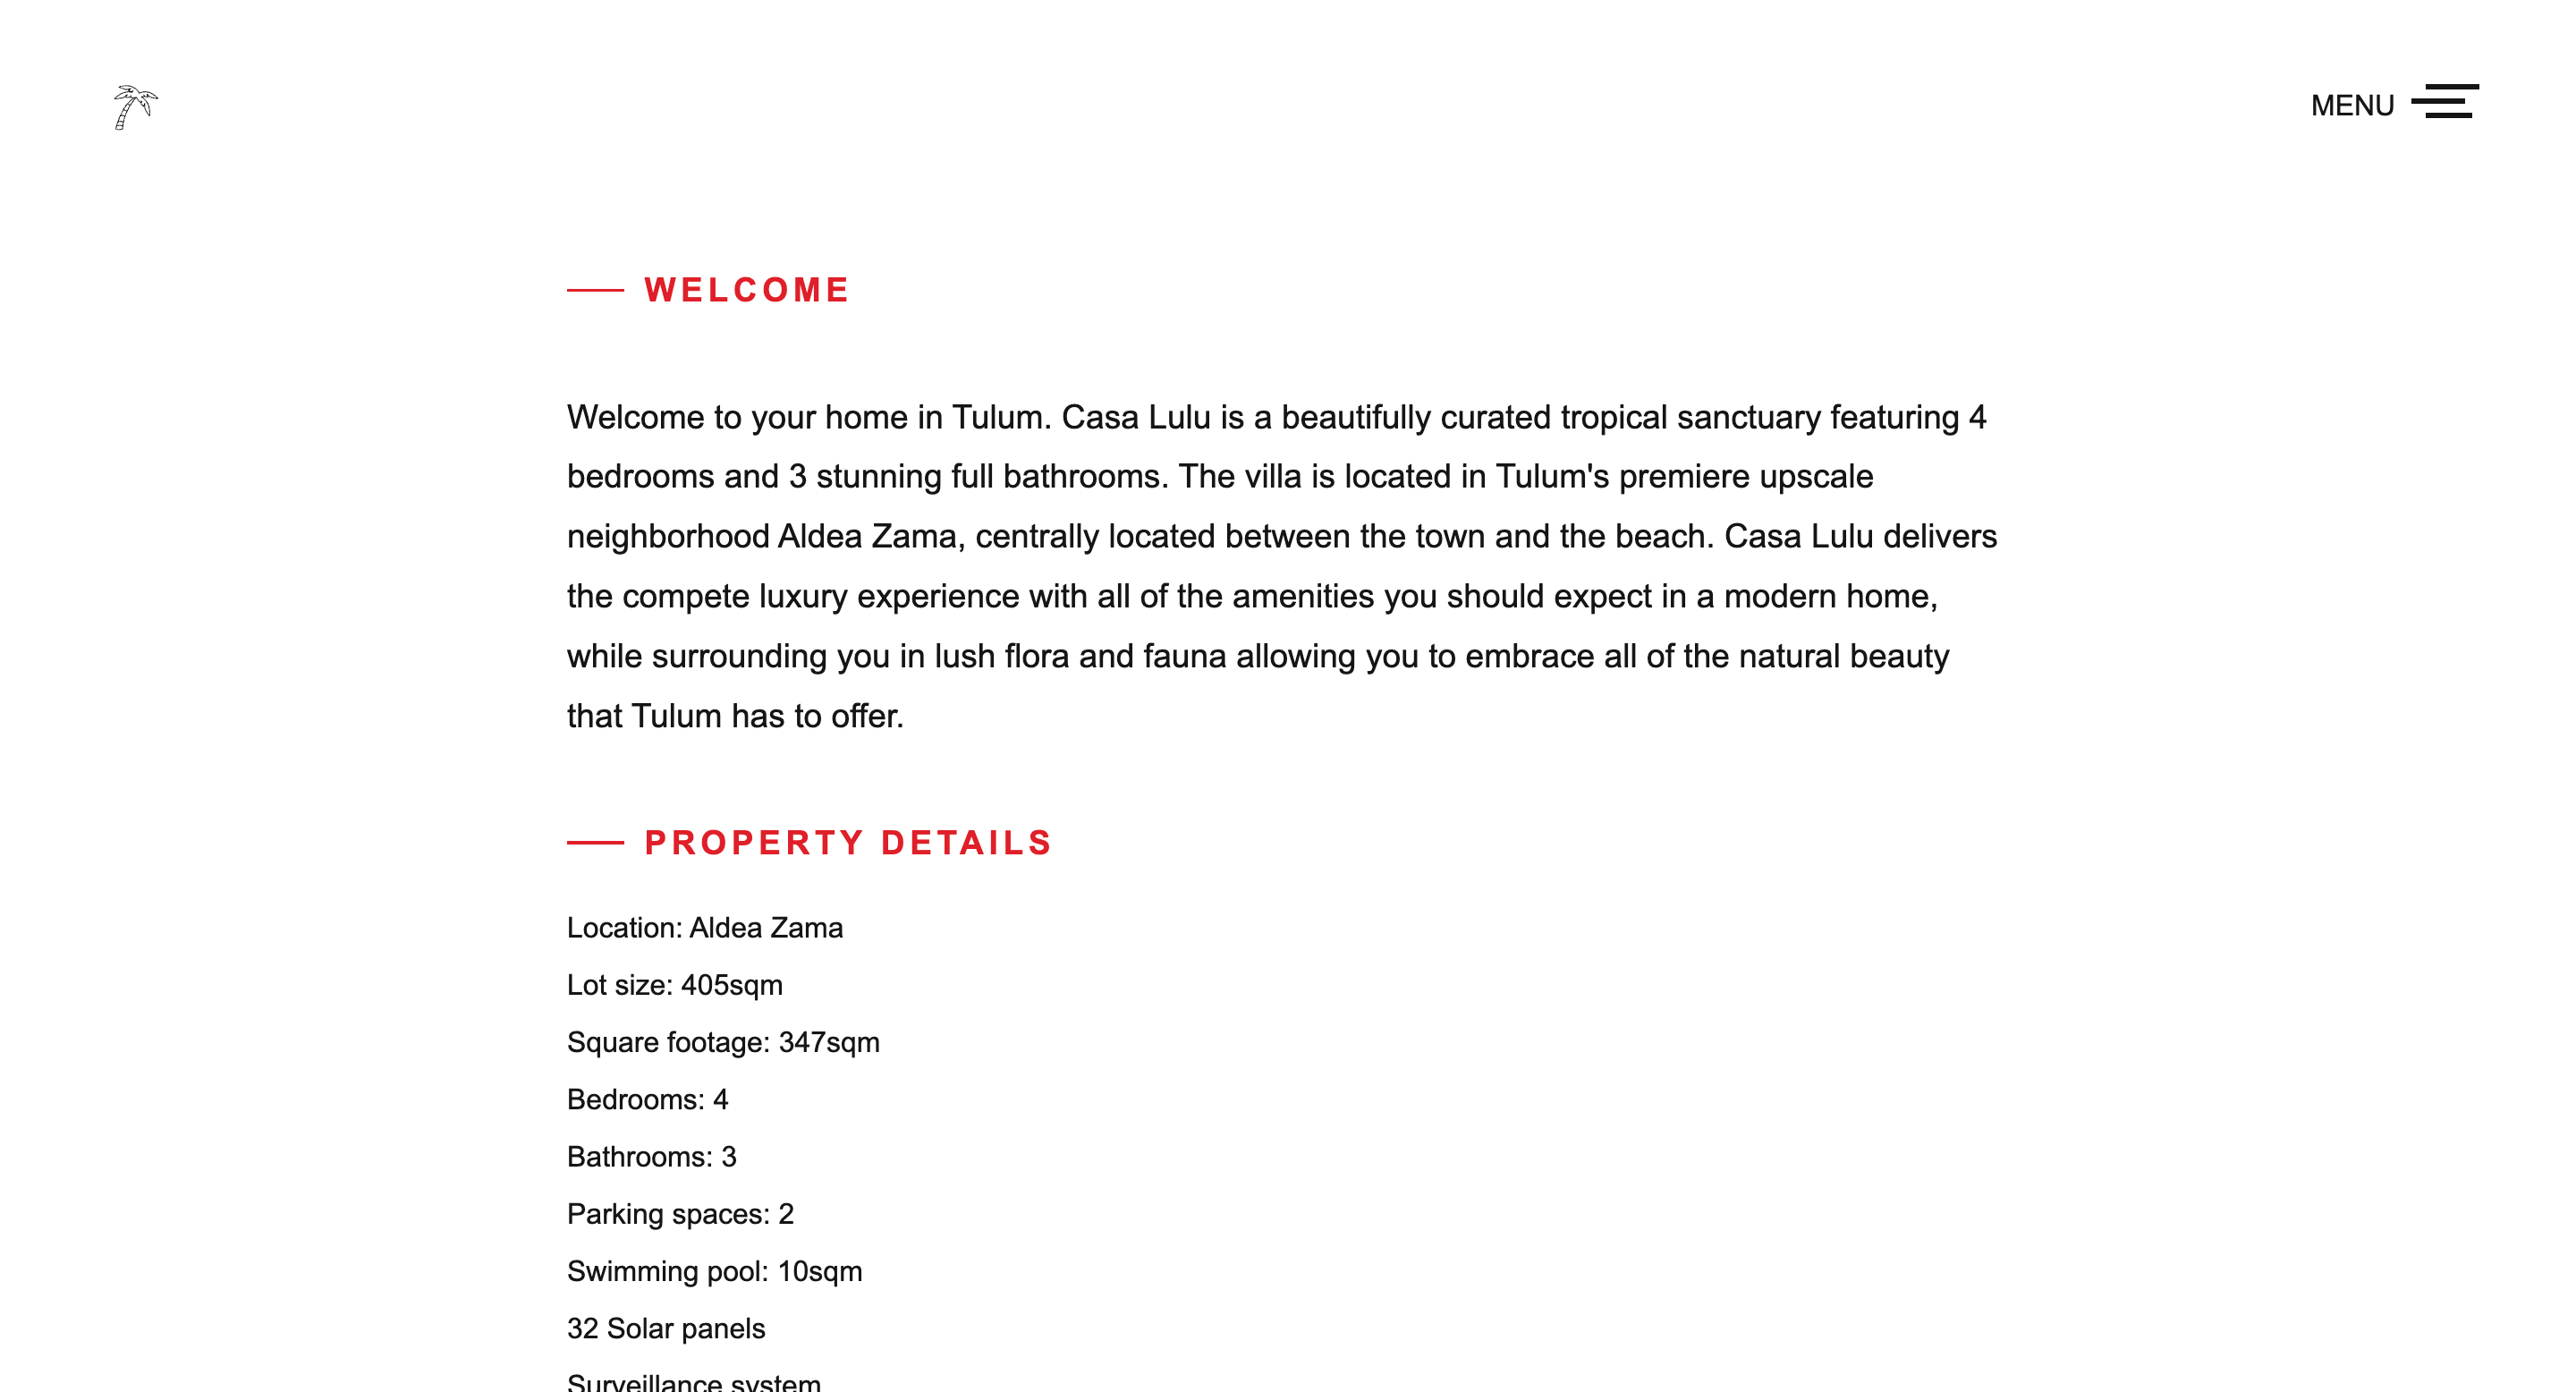 MENU
WELCOME
Welcome to your home in Tulum. Casa Lulu is a beautifully curated tropical sanctuary featuring 4
bedrooms and 3 stunning full bathrooms. The villa is located in Tulum's premiere upscale
neighborhood Aldea Zama, centrally located between the town and the beach. Casa Lulu delivers
the compete luxury experience with all of the amenities you should expect in a modern home,
while surrounding you in lush flora and fauna allowing you to embrace all of the natural beauty
that Tulum has to offer.
PROPERTY DETAILS
Location: Aldea Zama
Lot size: 405sqm
Square footage: 347sqm
Bedrooms: 4
Bathrooms: 3
Parking spaces: 2
Swimming pool: 10sqm
32 Solar panels
Surveillance system